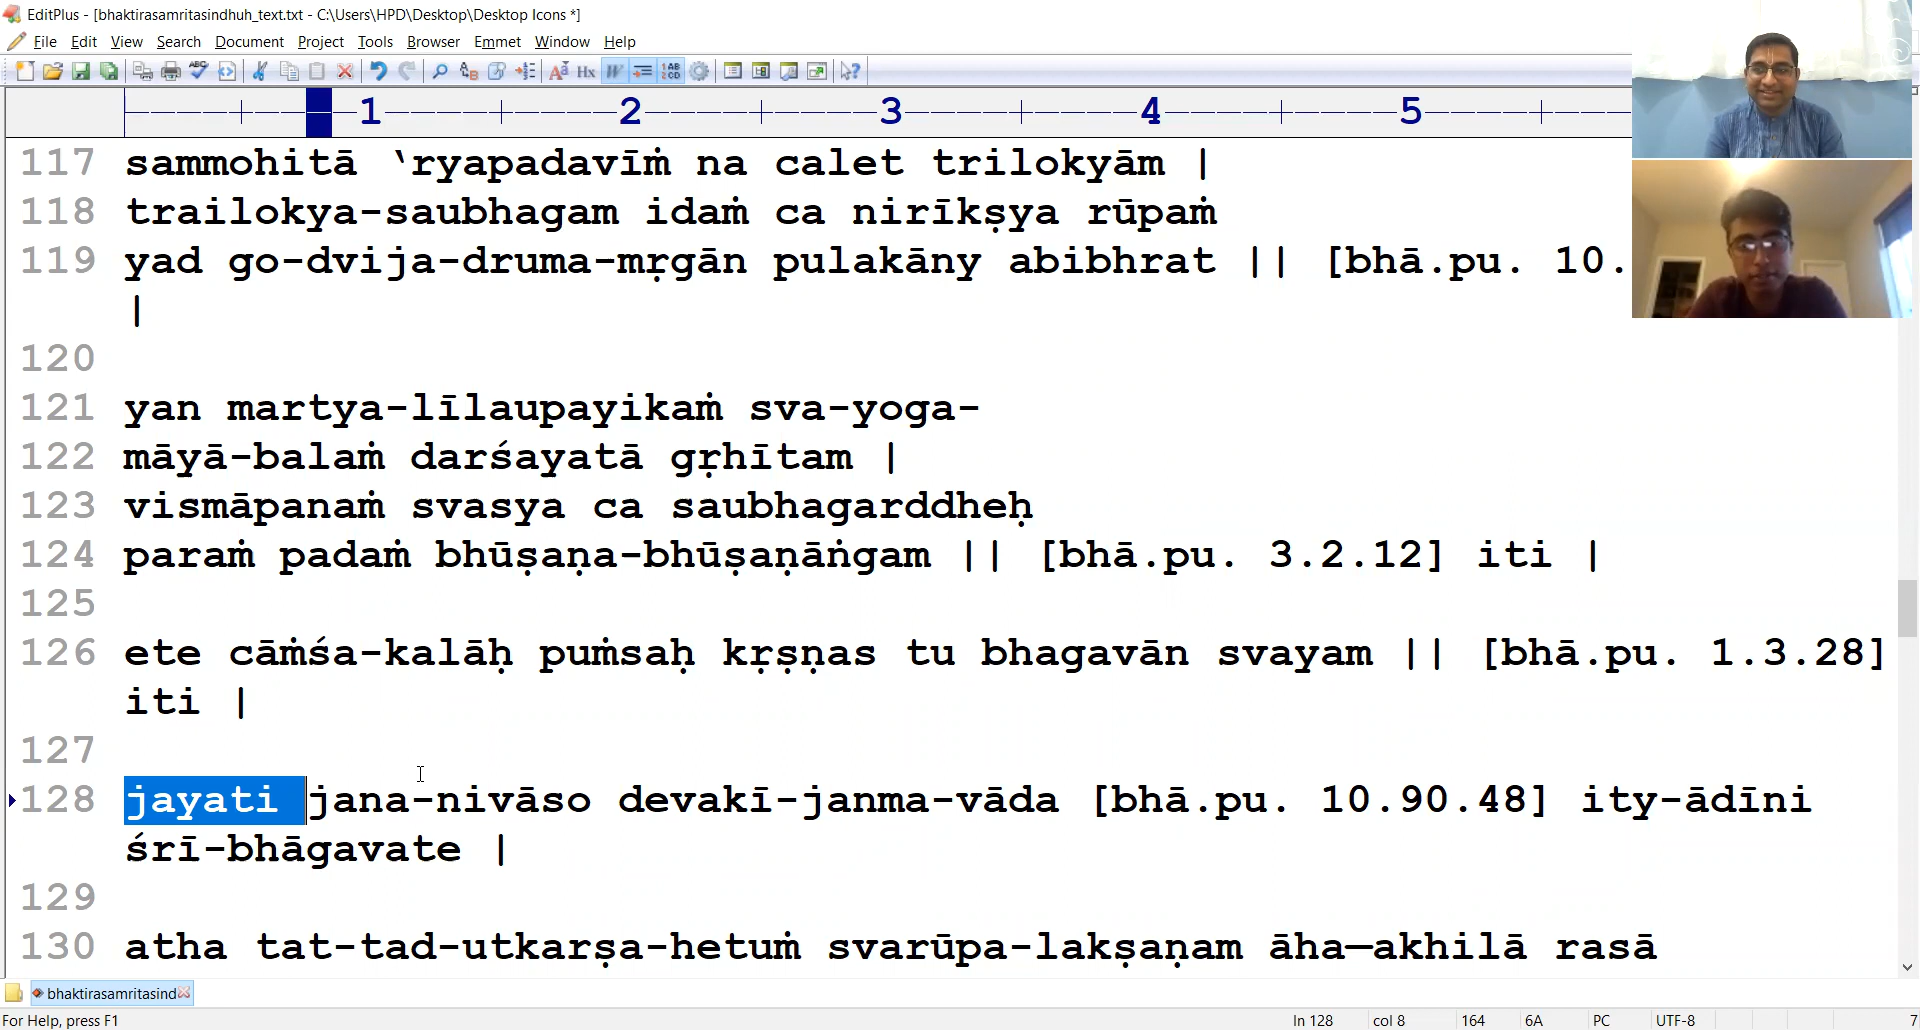 EditPlus - [bhaktirasamritasindhuh_text.txt - C:\Users\HPD\Desktop\Desktop Icons *]
File Edit View Search Document Project Tools Browser Emmet Window Help
1 2 3 4 5
117 sammohitā ‛ryapadavīṁ na calet trilokyām |
118 trailokya-saubhagam idaṁ ca nirīkṣya rūpaṁ
119 yad go-dvija-druma-mṛgān pulakāny abibhrat || [bhā.pu. 10.
|
120
121 yan martya-līlaupayikaṁ sva-yoga-
122 māyā-balaṁ darśayatā gṛhītam |
123 vismāpanaṁ svasya ca saubhagarddheḥ
124 paraṁ padaṁ bhūṣaṇa-bhūṣaṇāṅgam || [bhā.pu. 3.2.12] iti |
125
126 ete cāṁśa-kalāḥ puṁsaḥ kṛṣṇas tu bhagavān svayam || [bhā.pu. 1.3.28]
iti |
127
128 jayati jana-nivāso devakī-janma-vāda [bhā.pu. 10.90.48] ity-ādīni
śrī-bhāgavate |
129
130 atha tat-tad-utkarṣa-hetuṁ svarūpa-lakṣaṇam āha—akhilā rasā
bhaktirasamritasind
For Help, press F1 ln 128 col 8 164 6A PC UTF-8 7